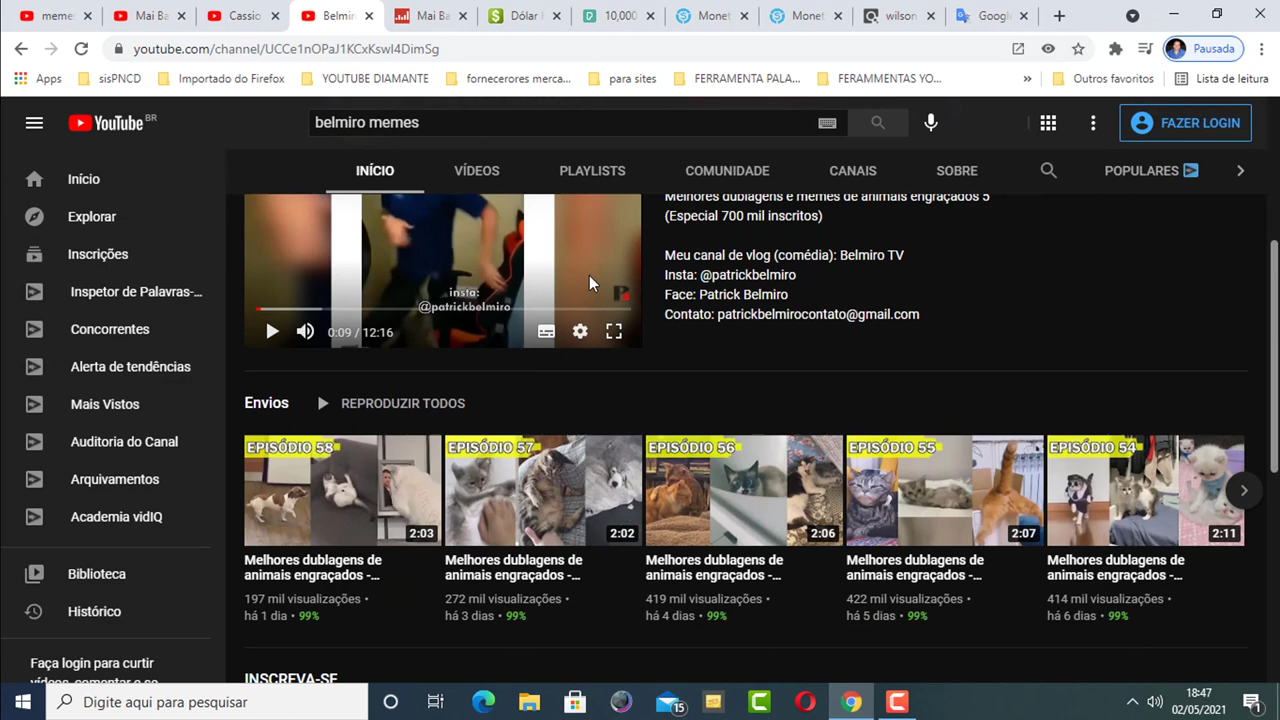 meme
Mai Ba
Cassio
Belmir
Mai Ba
Dólar
10,000
Monet
Monet
wilson
Googl
youtube.com/channel/UCCe1nOPaJ1KCxKswI4DimSg
Pausada
Apps
sisPNCD
Importado do Firefox
YOUTUBE DIAMANTE
fornecerores merca...
para sites
FERRAMENTA PALA...
FERAMMENTAS YO...
»
Outros favoritos
Lista de leitura
YouTube BR
belmiro memes
FAZER LOGIN
INÍCIO
VÍDEOS
PLAYLISTS
COMUNIDADE
CANAIS
SOBRE
POPULARES
Início
Explorar
Inscrições
Inspetor de Palavras-...
Concorrentes
Alerta de tendências
Mais Vistos
Auditoria do Canal
Arquivamentos
Academia vidIQ
Biblioteca
Histórico
Faça login para curtir
vídeos, comentar e se
insta:
@patrickbelmiro
0:09 / 12:16
Melhores dublagens e memes de animais engraçados 5
(Especial 700 mil inscritos)
Meu canal de vlog (comédia): Belmiro TV
Insta: @patrickbelmiro
Face: Patrick Belmiro
Contato: patrickbelmirocontato@gmail.com
Envios
REPRODUZIR TODOS
EPISÓDIO 58
2:03
Melhores dublagens de
animais engraçados -...
197 mil visualizações •
há 1 dia • 99%
EPISÓDIO 57
2:02
Melhores dublagens de
animais engraçados -...
272 mil visualizações •
há 3 dias • 99%
EPISÓDIO 56
2:06
Melhores dublagens de
animais engraçados -...
419 mil visualizações •
há 4 dias • 99%
EPISÓDIO 55
2:07
Melhores dublagens de
animais engraçados -...
422 mil visualizações •
há 5 dias • 99%
EPISÓDIO 54
2:11
Melhores dublagens de
animais engraçados -...
414 mil visualizações •
há 6 dias • 99%
INSCREVA-SE
Digite aqui para pesquisar
15
18:47
02/05/2021
1